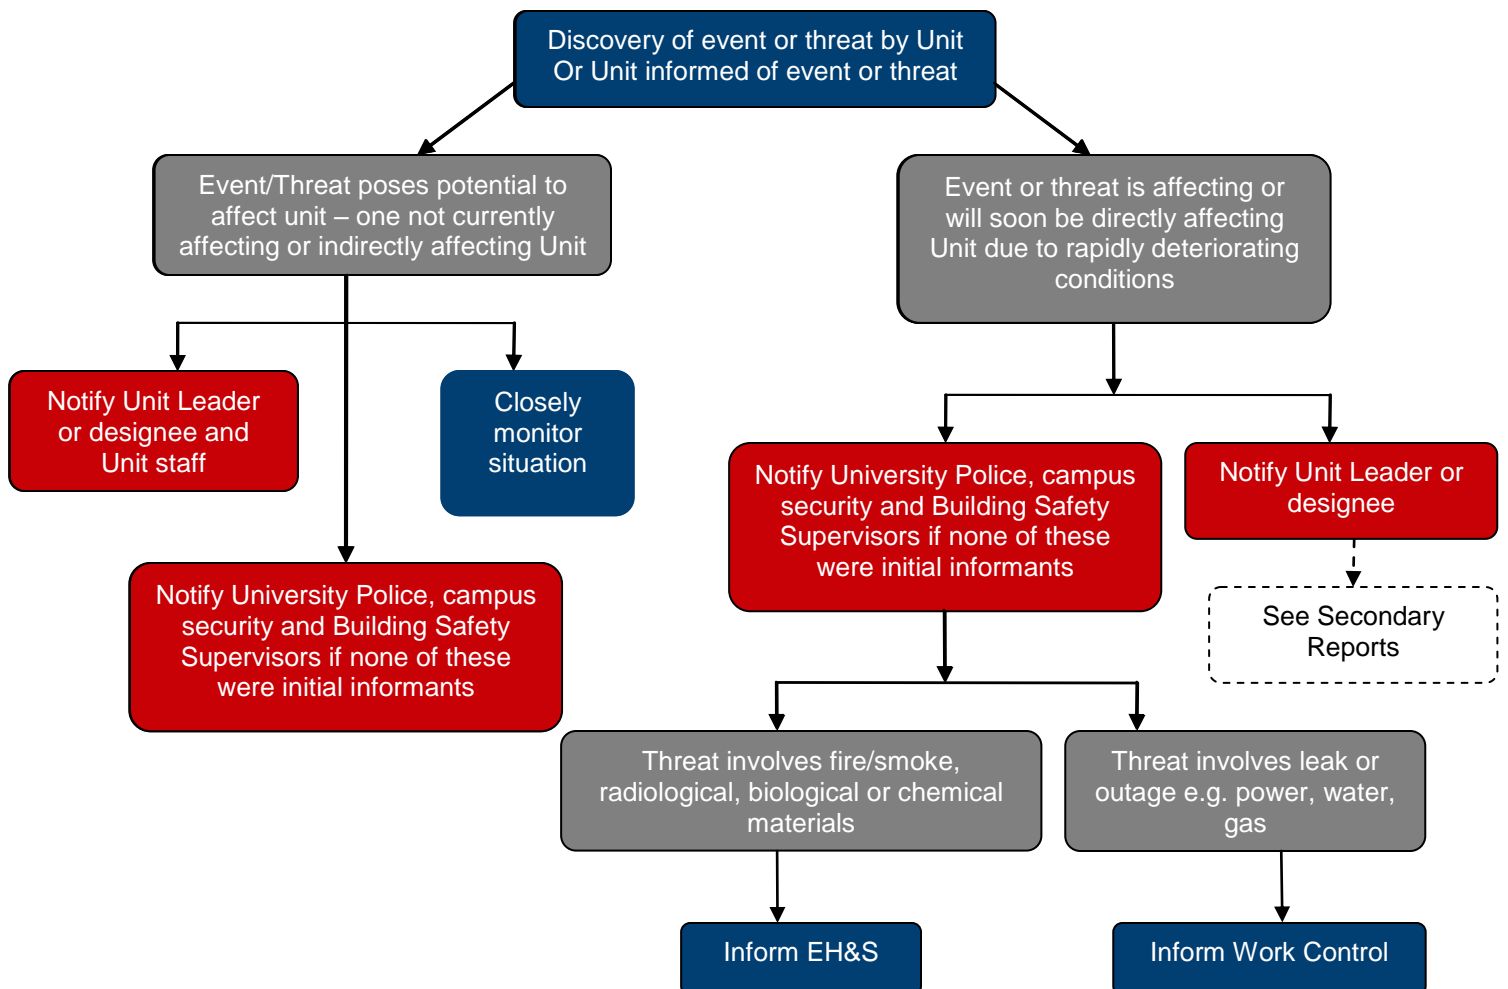 Discovery of event or threat by Unit
Or Unit informed of event or threat
Event/Threat poses potential to
affect unit – one not currently
affecting or indirectly affecting Unit
Event or threat is affecting or
will soon be directly affecting
Unit due to rapidly deteriorating
conditions
Notify Unit Leader
or designee and
Unit staff
Closely
monitor
situation
Notify University Police, campus
security and Building Safety
Supervisors if none of these
were initial informants
Notify University Police, campus
security and Building Safety
Supervisors if none of these
were initial informants
Notify Unit Leader or
designee
See Secondary
Reports
Threat involves fire/smoke,
radiological, biological or chemical
materials
Threat involves leak or
outage e.g. power, water,
gas
Inform EH&S
Inform Work Control